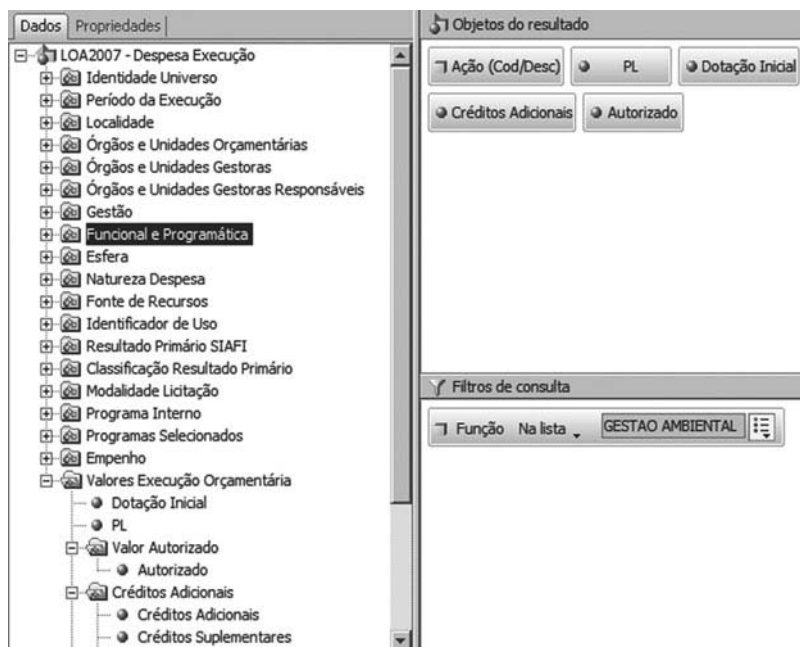 Dados Propriedades
LOA2007 - Despesa Execução
Identidade Universo
Período da Execução
Localidade
Órgãos e Unidades Orçamentárias
Órgãos e Unidades Gestoras
Órgãos e Unidades Gestoras Responsáveis
Gestão
Funcional e Programática
Esfera
Natureza Despesa
Fonte de Recursos
Identificador de Uso
Resultado Primário SIAFI
Classificação Resultado Primário
Modalidade Licitação
Programa Interno
Programas Selecionados
Empenho
Valores Execução Orçamentária
Dotação Inicial
PL
Valor Autorizado
Autorizado
Créditos Adicionais
Créditos Adicionais
Créditos Suplementares
Objetos do resultado
Ação (Cod/Desc) PL Dotação Inicial
Créditos Adicionais Autorizado
Filtros de consulta
Função Na lista GESTAO AMBIENTAL